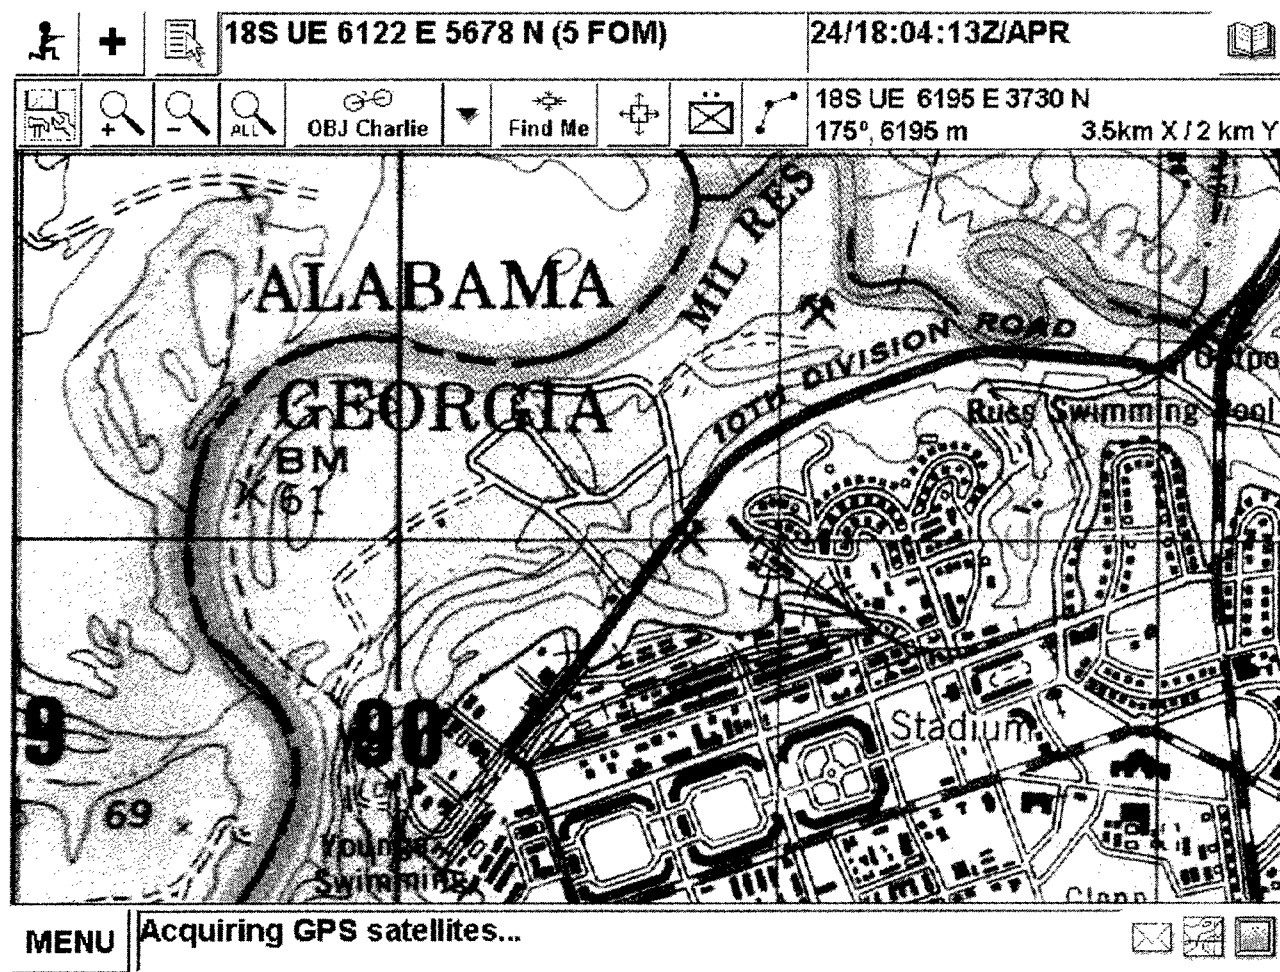 18S UE 6122 E 5678 N (5 FOM)
24/18:04:13Z/APR
ALL
OBJ Charlie
Find Me
18S UE 6195 E 3730 N
175°, 6195 m
3.5km X / 2 km Y
MIL RES
ALABAMA
10TH DIVISION ROAD
GEORGIA
Russ Swimming Pool
BM
61
9
90
Stadium
69
Swimming
MENU
Acquiring GPS satellites...